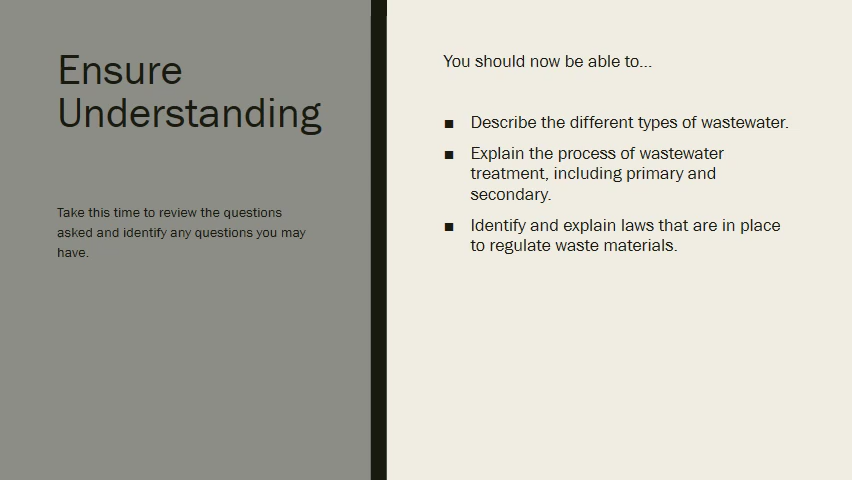 Ensure
Understanding
Take this time to review the questions
asked and identify any questions you may
have.
You should now be able to...
■ Describe the different types of wastewater.
■ Explain the process of wastewater
treatment, including primary and
secondary.
■ Identify and explain laws that are in place
to regulate waste materials.